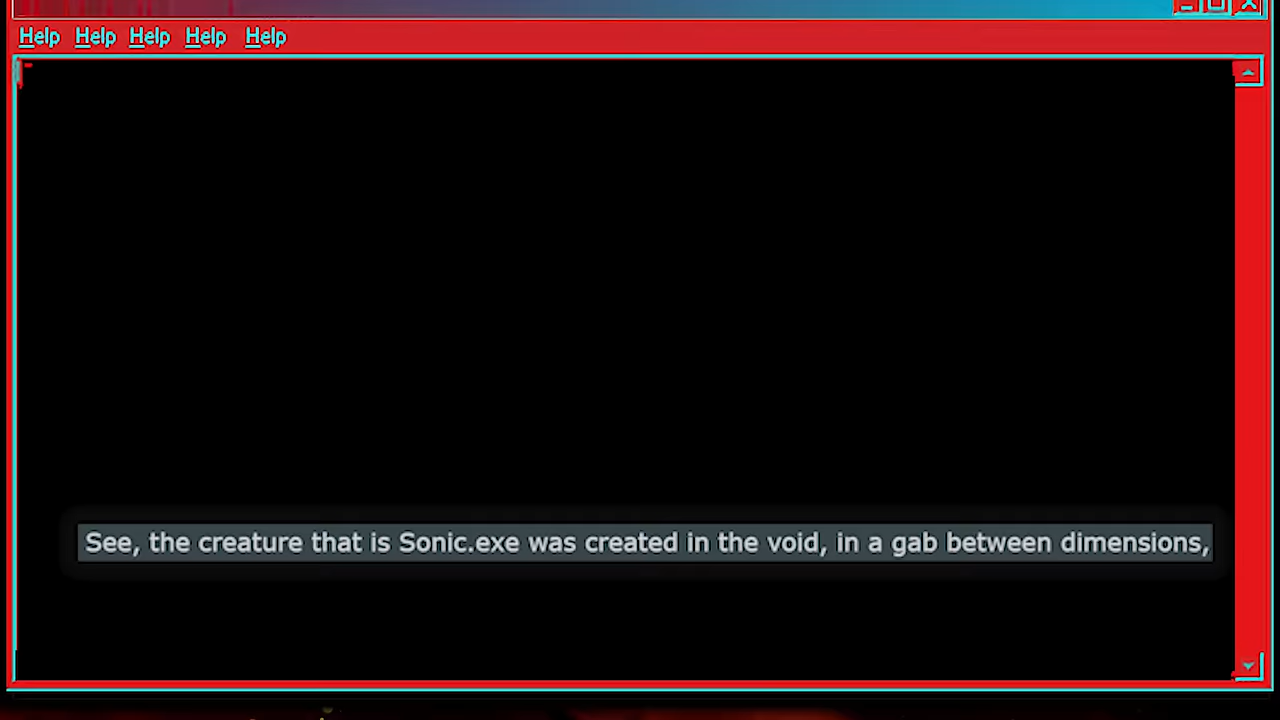 Help Help Help Help Help
See, the creature that is Sonic.exe was created in the void, in a gab between dimensions,